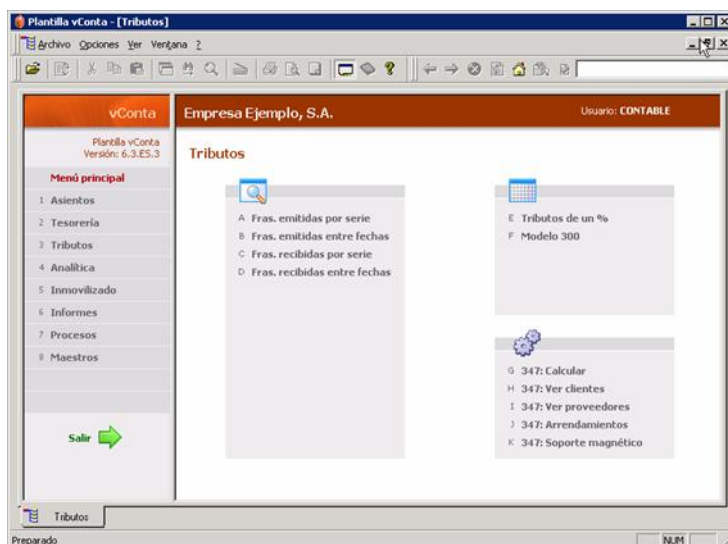 Plantilla vConta - [Tributos]
Archivo Opciones Ver Ventana ?
vConta
Empresa Ejemplo, S.A.
Usuario: CONTABLE
Plantilla vConta
Versión: 6.3.E5.3
Tributos
Menú principal
1 Asientos
2 Tesorería
3 Tributos
4 Analítica
5 Inmovilizado
6 Informes
7 Procesos
8 Maestros
Salir
A Fras. emitidas por serie
B Fras. emitidas entre fechas
C Fras. recibidas por serie
D Fras. recibidas entre fechas
E Tributos de un %
F Modelo 300
G 347: Calcular
H 347: Ver clientes
I 347: Ver proveedores
J 347: Arrendamientos
K 347: Soporte magnético
Tributos
Preparado
NUM